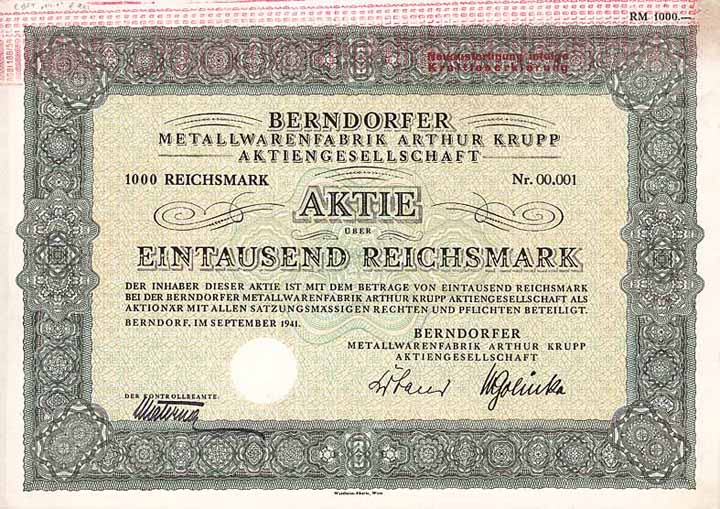 RM 1000.—
Neuausfertigung infolge
Kraftloserklärung
BERNDORFER
METALLWARENFABRIK ARTHUR KRUPP
AKTIENGESELLSCHAFT
1000 REICHSMARK Nr. 00.001
AKTIE
ÜBER
EINTAUSEND REICHSMARK
DER INHABER DIESER AKTIE IST MIT DEM BETRAGE VON EINTAUSEND REICHSMARK
BEI DER BERNDORFER METALLWARENFABRIK ARTHUR KRUPP AKTIENGESELLSCHAFT ALS
AKTIONÄR MIT ALLEN SATZUNGSMÄSSIGEN RECHTEN UND PFLICHTEN BETEILIGT.
BERNDORF, IM SEPTEMBER 1941.
BERNDORFER
METALLWARENFABRIK ARTHUR KRUPP
AKTIENGESELLSCHAFT
DER KONTROLLBEAMTE:
Materna